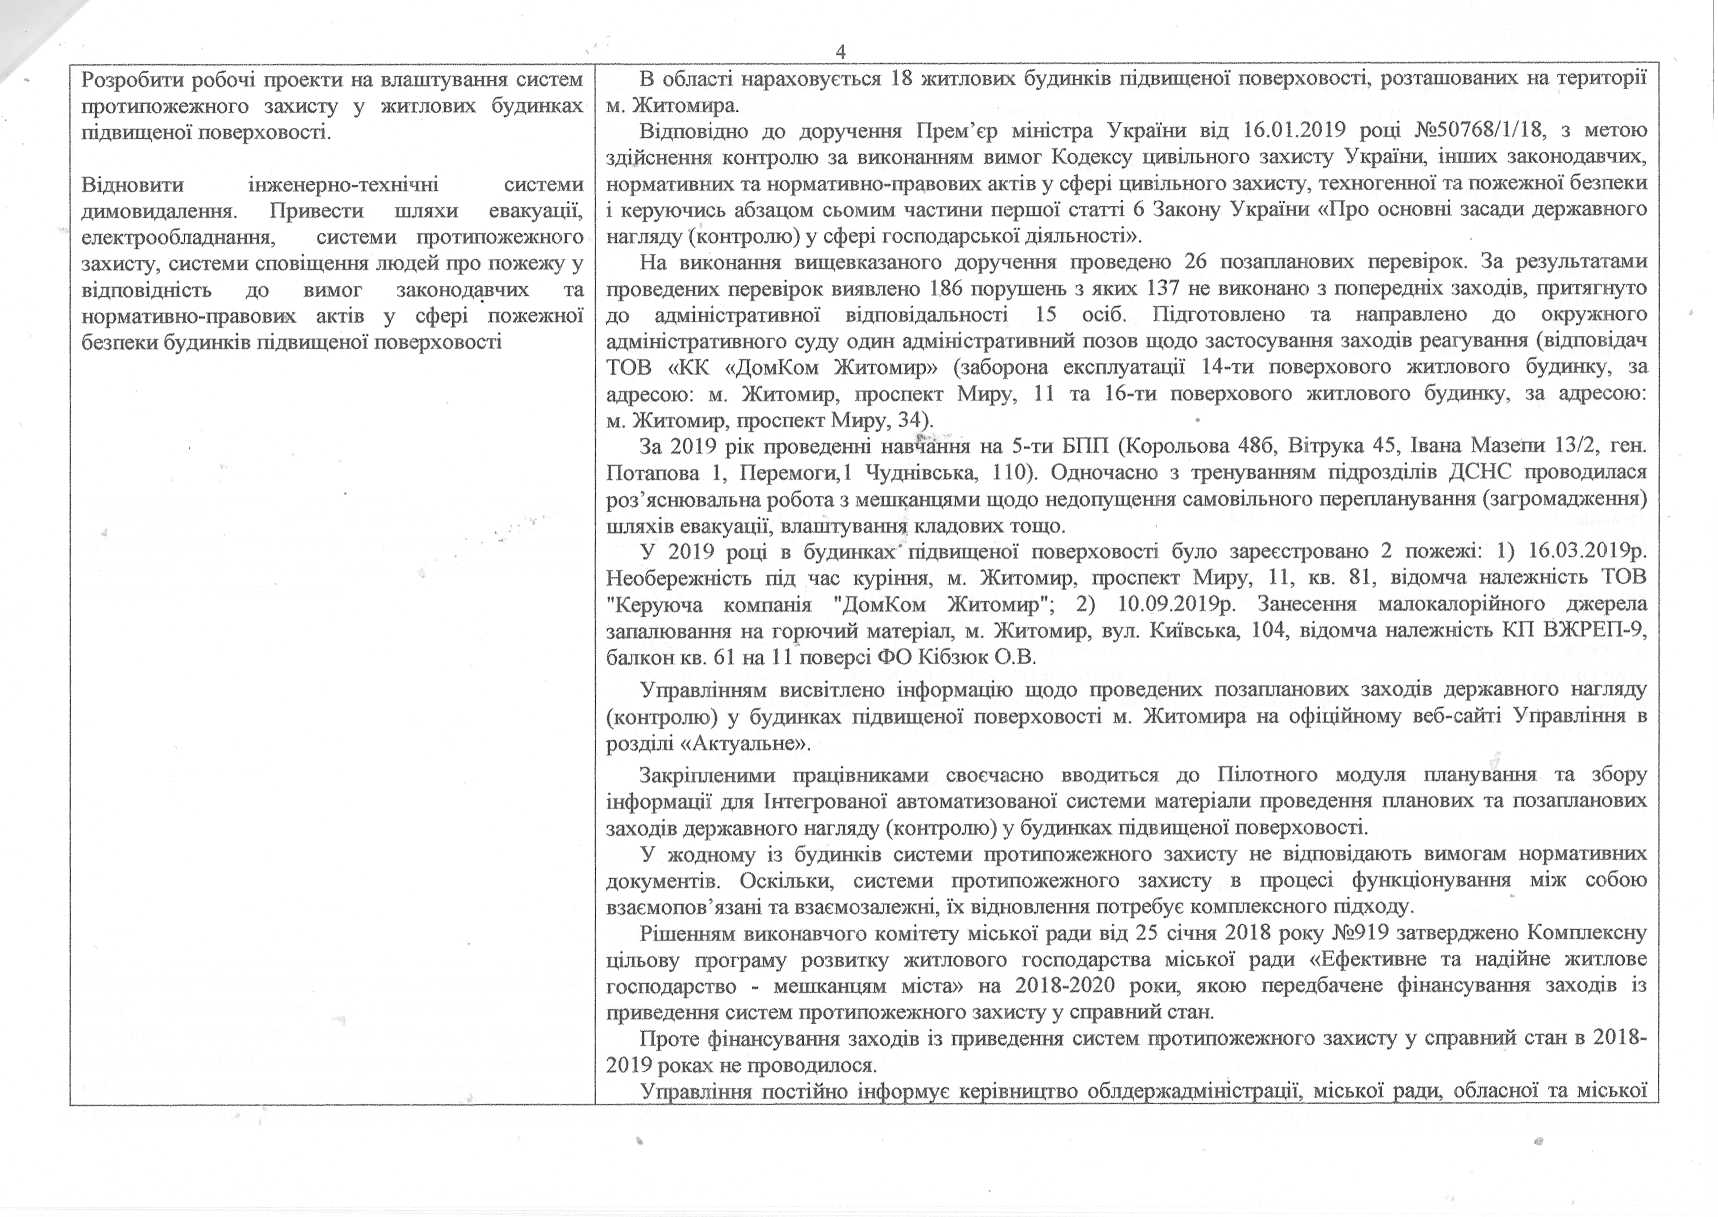 4
Розробити робочі проекти на влаштування систем
протипожежного захисту у житлових будинках
підвищеної поверховості.
Відновити інженерно-технічні системи
димовидалення. Привести шляхи евакуації,
електрообладнання, системи протипожежного
захисту, системи сповіщення людей про пожежу у
відповідність до вимог законодавчих та
нормативно-правових актів у сфері пожежної
безпеки будинків підвищеної поверховості
В області нараховується 18 житлових будинків підвищеної поверховості, розташованих на території
м. Житомира.
Відповідно до доручення Прем’єр міністра України від 16.01.2019 році №50768/1/18, з метою
здійснення контролю за виконанням вимог Кодексу цивільного захисту України, інших законодавчих,
нормативних та нормативно-правових актів у сфері цивільного захисту, техногенної та пожежної безпеки
і керуючись абзацом сьомим частини першої статті 6 Закону України «Про основні засади державного
нагляду (контролю) у сфері господарської діяльності».
На виконання вищевказаного доручення проведено 26 позапланових перевірок. За результатами
проведених перевірок виявлено 186 порушень з яких 137 не виконано з попередніх заходів, притягнуто
до адміністративної відповідальності 15 осіб. Підготовлено та направлено до окружного
адміністративного суду один адміністративний позов щодо застосування заходів реагування (відповідач
ТОВ «КК «ДомКом Житомир» (заборона експлуатації 14-ти поверхового житлового будинку, за
адресою: м. Житомир, проспект Миру, 11 та 16-ти поверхового житлового будинку, за адресою:
м. Житомир, проспект Миру, 34).
За 2019 рік проведенні навчання на 5-ти БПП (Корольова 48б, Вітрука 45, Івана Мазепи 13/2, ген.
Потапова 1, Перемоги,1 Чуднівська, 110). Одночасно з тренуванням підрозділів ДСНС проводилася
роз’яснювальна робота з мешканцями щодо недопущення самовільного перепланування (загромадження)
шляхів евакуації, влаштування кладових тощо.
У 2019 році в будинках підвищеної поверховості було зареєстровано 2 пожежі: 1) 16.03.2019р.
Необережність під час куріння, м. Житомир, проспект Миру, 11, кв. 81, відомча належність ТОВ
"Керуюча компанія "ДомКом Житомир"; 2) 10.09.2019р. Занесення малокалорійного джерела
запалювання на горючий матеріал, м. Житомир, вул. Київська, 104, відомча належність КП ВЖРЕП-9,
балкон кв. 61 на 11 поверсі ФО Кібзюк О.В.
Управлінням висвітлено інформацію щодо проведених позапланових заходів державного нагляду
(контролю) у будинках підвищеної поверховості м. Житомира на офіційному веб-сайті Управління в
розділі «Актуальне».
Закріпленими працівниками своєчасно вводиться до Пілотного модуля планування та збору
інформації для Інтегрованої автоматизованої системи матеріали проведення планових та позапланових
заходів державного нагляду (контролю) у будинках підвищеної поверховості.
У жодному із будинків системи протипожежного захисту не відповідають вимогам нормативних
документів. Оскільки, системи протипожежного захисту в процесі функціонування між собою
взаємопов’язані та взаємозалежні, їх відновлення потребує комплексного підходу.
Рішенням виконавчого комітету міської ради від 25 січня 2018 року №919 затверджено Комплексну
цільову програму розвитку житлового господарства міської ради «Ефективне та надійне житлове
господарство - мешканцям міста» на 2018-2020 роки, якою передбачене фінансування заходів із
приведення систем протипожежного захисту у справний стан.
Проте фінансування заходів із приведення систем протипожежного захисту у справний стан в 2018-
2019 роках не проводилося.
Управління постійно інформує керівництво облдержадміністрації, міської ради, обласної та міської